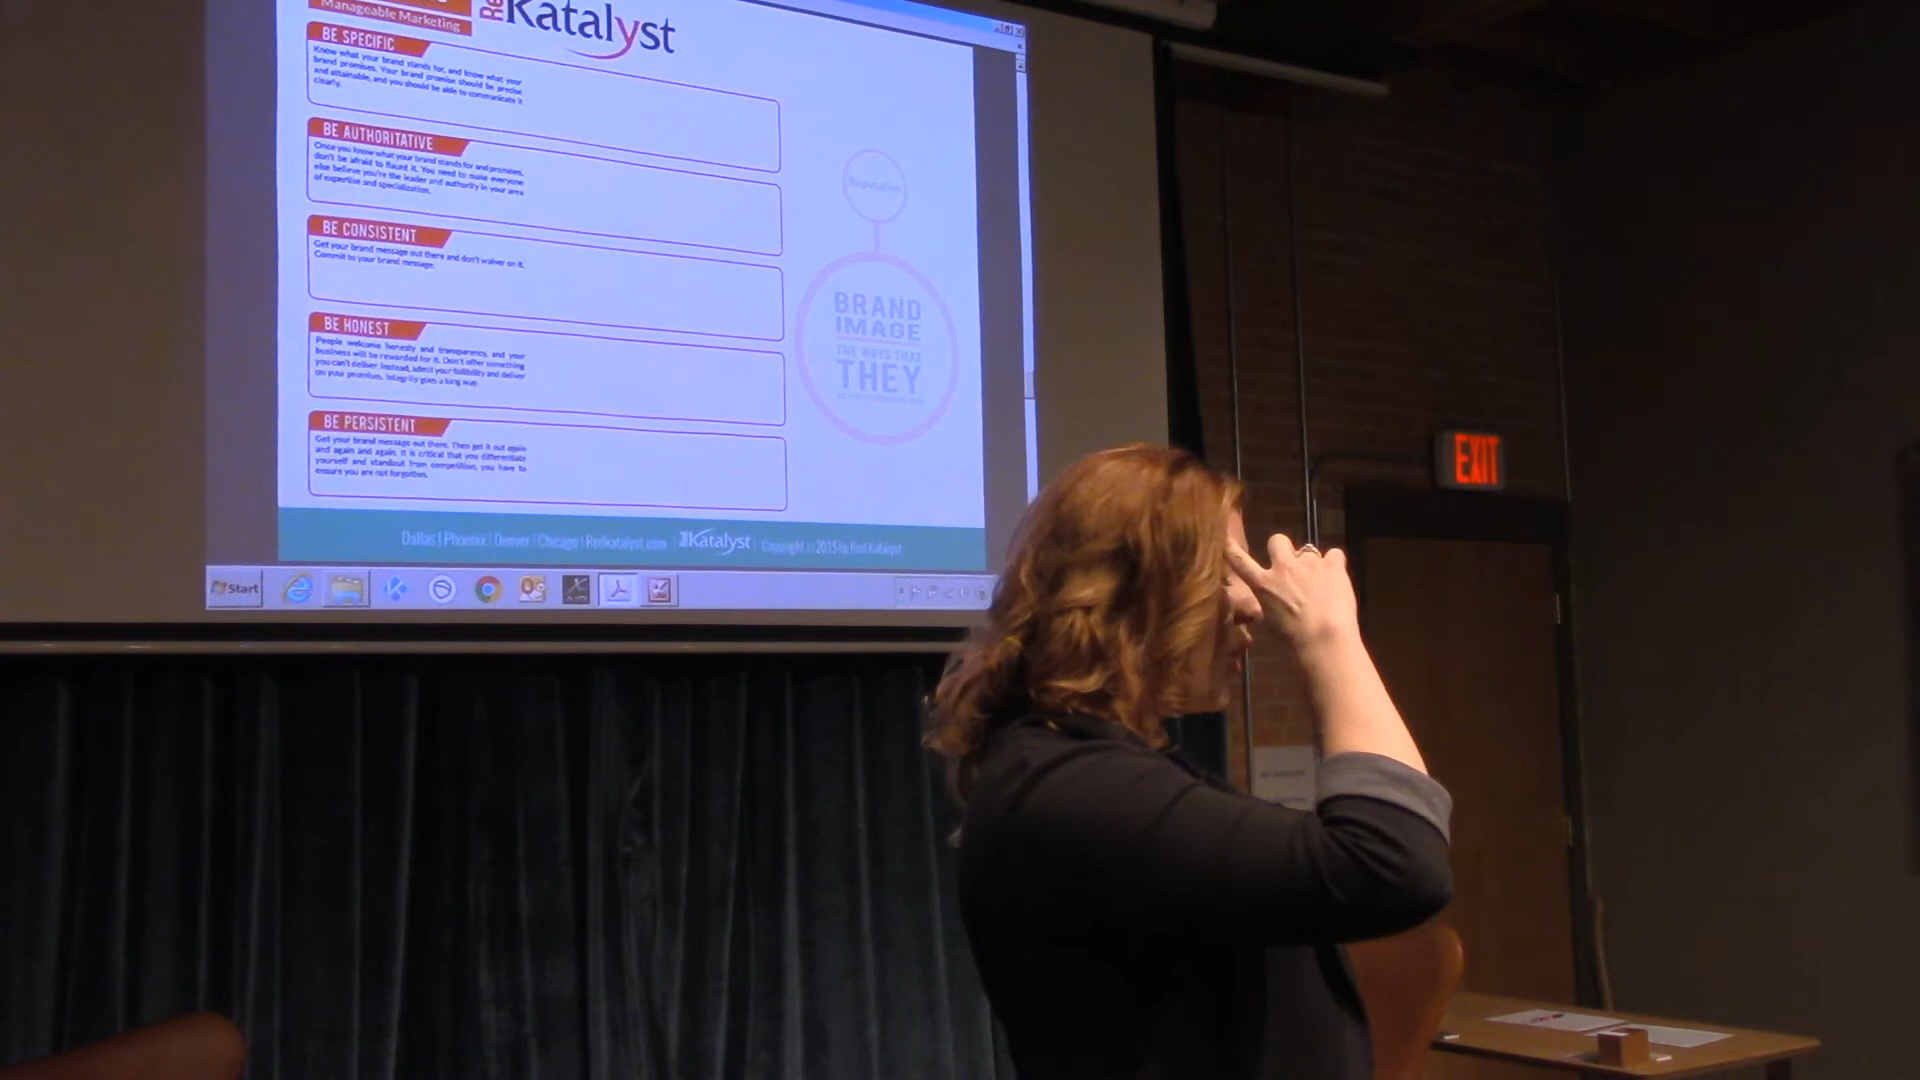 Manageable Marketing
Red Katalyst
BE SPECIFIC
Know what your brand stands for, and know what your
brand promises. Your brand promise should be precise
and attainable, and you should be able to communicate it
clearly.
BE AUTHORITATIVE
Once you know what your brand stands for and promises,
don't be afraid to flaunt it. You need to make everyone
else believe you're the leader and authority in your area
of expertise and specialization.
BE CONSISTENT
Get your brand message out there and don't waiver on it.
Commit to your brand message.
BE HONEST
People welcome honesty and transparency, and your
business will be rewarded for it. Don't offer something
you can't deliver. Instead, admit your fallibility and deliver
on your promises. Integrity goes a long way.
BE PERSISTENT
Get your brand message out there. Then get it out again
and again and again. It is critical that you differentiate
yourself and standout from competition, you have to
ensure you are not forgotten.
Reputation
BRAND
IMAGE
THE WAYS THAT
THEY
Dallas | Phoenix | Denver | Chicago | Redkatalyst.com Red Katalyst | Copyright © 2015 by Red Katalyst
Start
EXIT